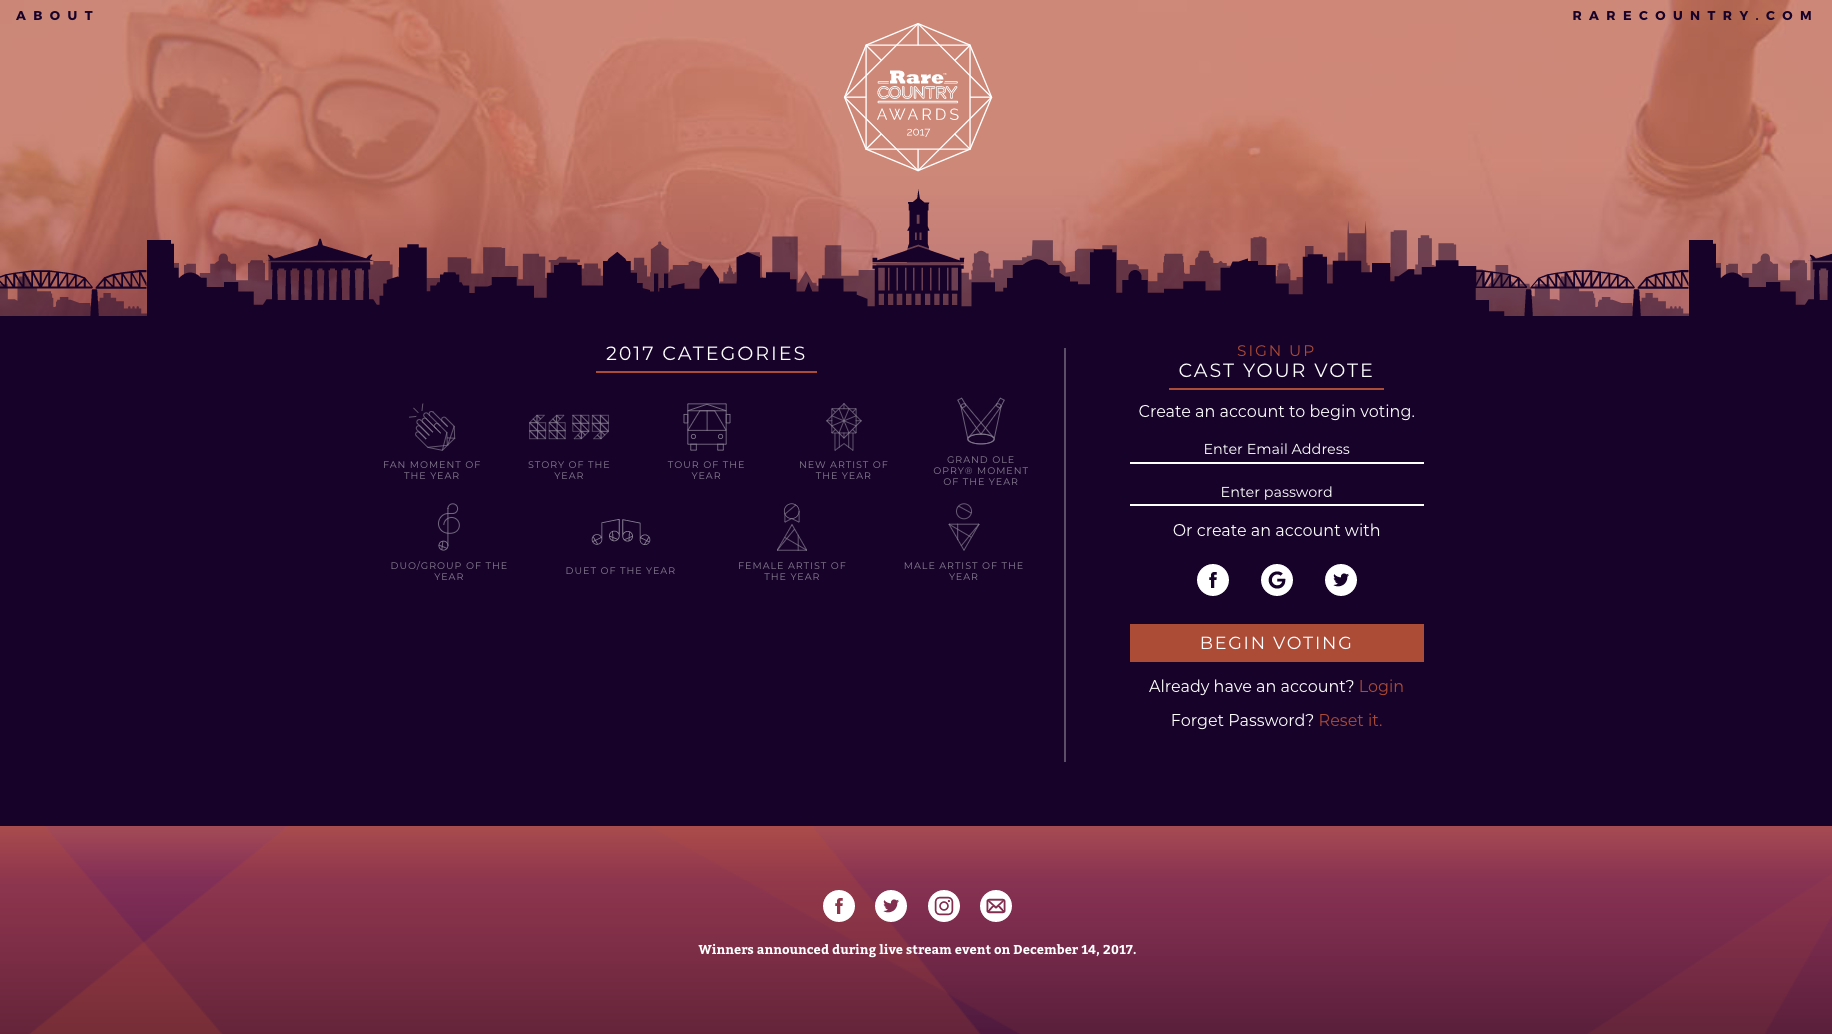 ABOUT
RARECOUNTRY.COM
Rare
COUNTRY
AWARDS
2017
2017 CATEGORIES
FAN MOMENT OF
THE YEAR
STORY OF THE
YEAR
TOUR OF THE
YEAR
NEW ARTIST OF
THE YEAR
GRAND OLE
OPRY® MOMENT
OF THE YEAR
DUO/GROUP OF THE
YEAR
DUET OF THE YEAR
FEMALE ARTIST OF
THE YEAR
MALE ARTIST OF THE
YEAR
SIGN UP
CAST YOUR VOTE
Create an account to begin voting.
Enter Email Address
Enter password
Or create an account with
BEGIN VOTING
Already have an account? Login
Forget Password? Reset it.
Winners announced during live stream event on December 14, 2017.